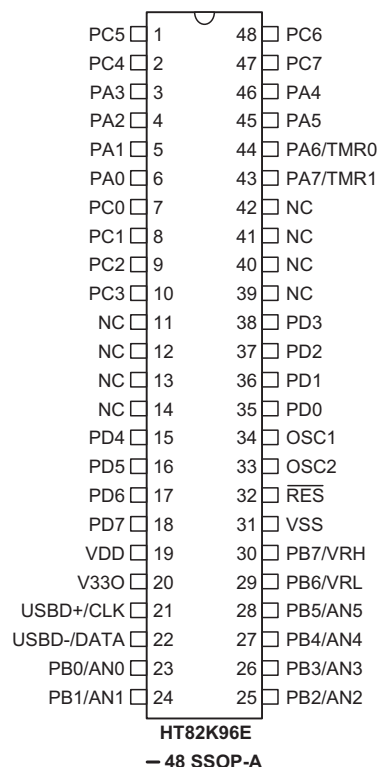 PC5 1 48 PC6
PC4 2 47 PC7
PA3 3 46 PA4
PA2 4 45 PA5
PA1 5 44 PA6/TMR0
PA0 6 43 PA7/TMR1
PC0 7 42 NC
PC1 8 41 NC
PC2 9 40 NC
PC3 10 39 NC
NC 11 38 PD3
NC 12 37 PD2
NC 13 36 PD1
NC 14 35 PD0
PD4 15 34 OSC1
PD5 16 33 OSC2
PD6 17 32 RES
PD7 18 31 VSS
VDD 19 30 PB7/VRH
V33O 20 29 PB6/VRL
USBD+/CLK 21 28 PB5/AN5
USBD-/DATA 22 27 PB4/AN4
PB0/AN0 23 26 PB3/AN3
PB1/AN1 24 25 PB2/AN2
HT82K96E
– 48 SSOP-A